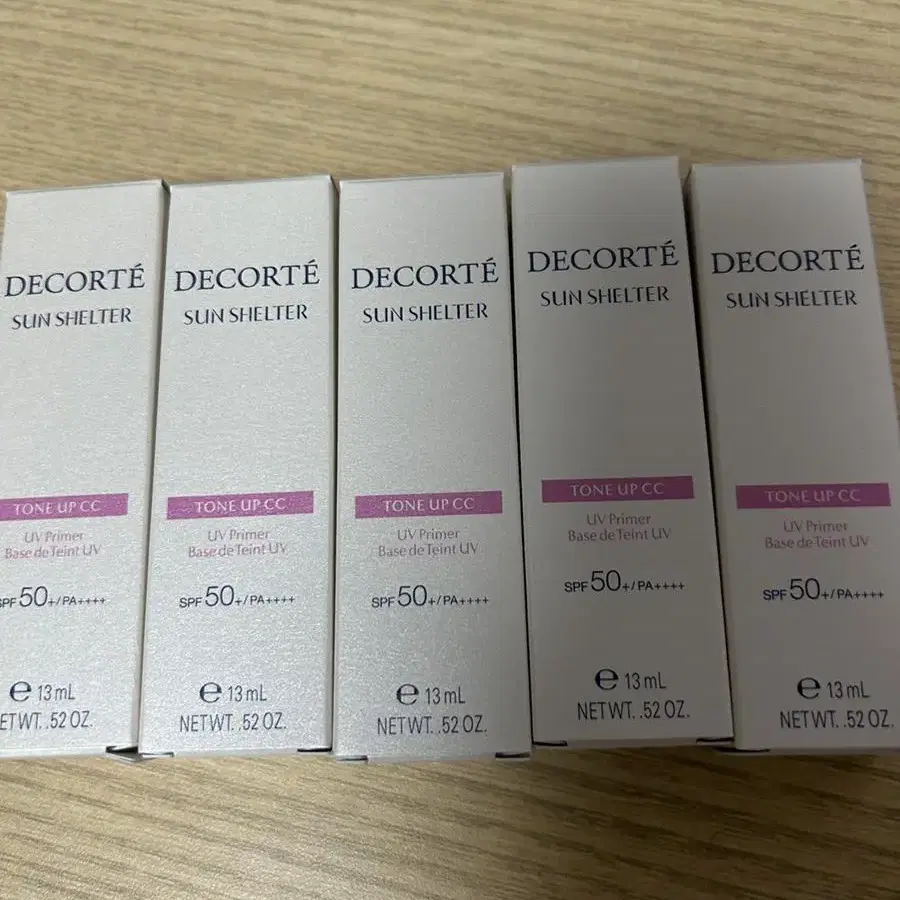 DECORTÉ
SUN SHELTER
TONE UP CC
UV Primer
Base de Teint UV
SPF 50+/PA++++
e 13 mL
ET WT. .52 OZ.
DECORTÉ
SUN SHELTER
TONE UP CC
UV Primer
Base de Teint UV
SPF 50+/PA++++
e 13 mL
NET WT. .52 OZ.
DECORTÉ
SUN SHELTER
TONE UP CC
UV Primer
Base de Teint UV
SPF 50+/PA++++
e 13 mL
NET WT. .52 OZ.
DECORTÉ
SUN SHELTER
TONE UP CC
UV Primer
Base de Teint UV
SPF 50+/PA++++
e 13 mL
NET WT. .52 OZ.
DECORTÉ
SUN SHELTER
TONE UP CC
UV Primer
Base de Teint UV
SPF 50+/PA++++
e 13 mL
NET WT. .52 OZ.